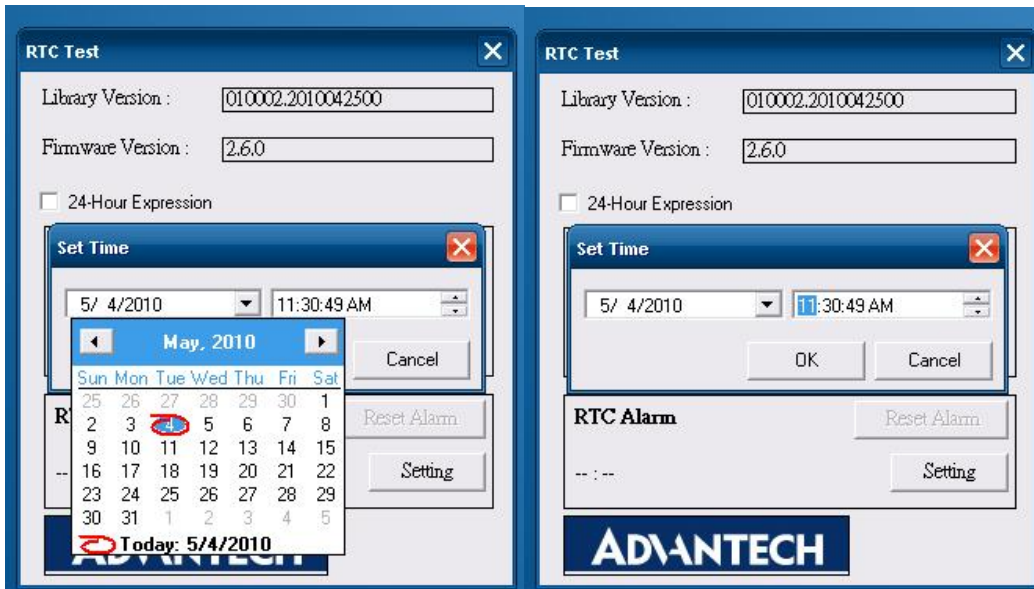 RTC Test
Library Version : 010002.2010042500
Firmware Version : 2.6.0
24-Hour Expression
Set Time
5/ 4/2010 11:30:49 AM
May, 2010
Cancel
Sun Mon Tue Wed Thu Fri Sat
25 26 27 28 29 30 1
2 3 4 5 6 7 8
9 10 11 12 13 14 15
16 17 18 19 20 21 22
23 24 25 26 27 28 29
30 31 1 2 3 4 5
Today: 5/4/2010
Reset Alarm
--
Setting
RTC Test
Library Version : 010002.2010042500
Firmware Version : 2.6.0
24-Hour Expression
Set Time
5/ 4/2010 11:30:49 AM
OK Cancel
RTC Alarm Reset Alarm
-- : -- Setting
ADVANTECH